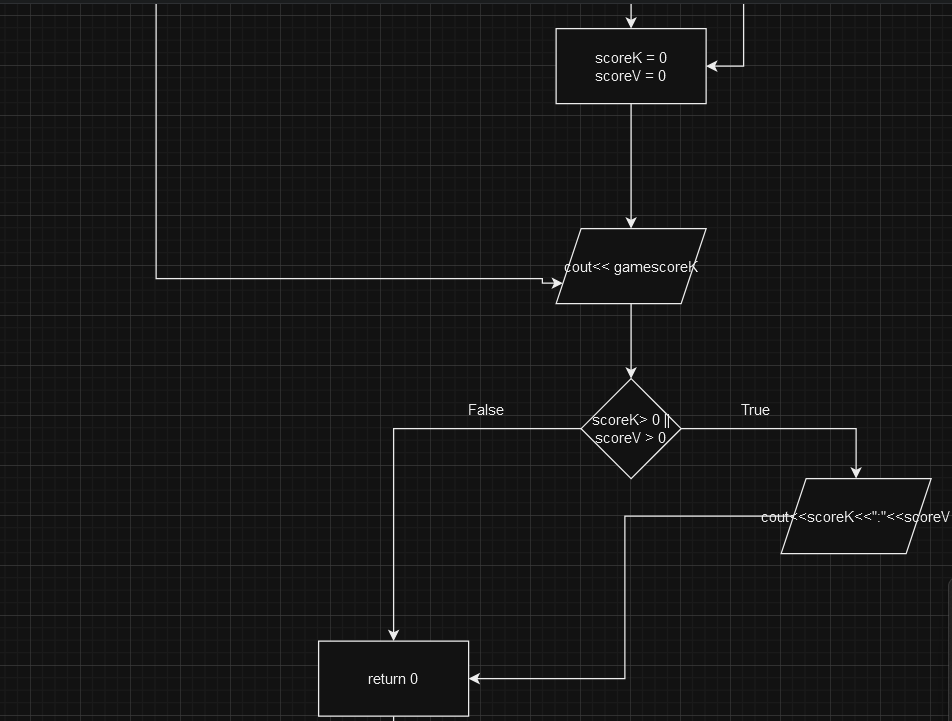 scoreK = 0
scoreV = 0
cout<< gamescoreK
scoreK> 0 ||
scoreV > 0
False
True
cout<<scoreK<<":"<<scoreV
return 0